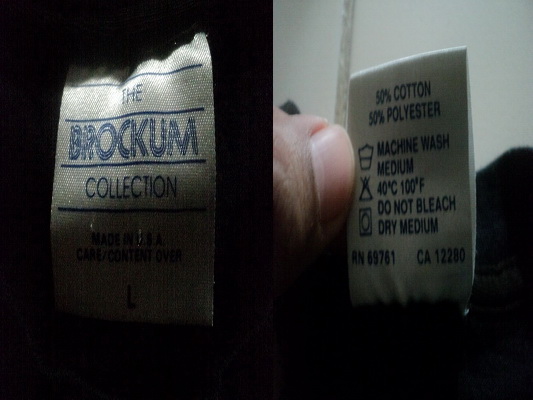 THE
BROCKUM
COLLECTION
MADE IN U.S.A.
CARE/CONTENT OVER
L
50% COTTON
50% POLYESTER
MACHINE WASH
MEDIUM
40°C 100°F
DO NOT BLEACH
DRY MEDIUM
RN 69761 CA 12280